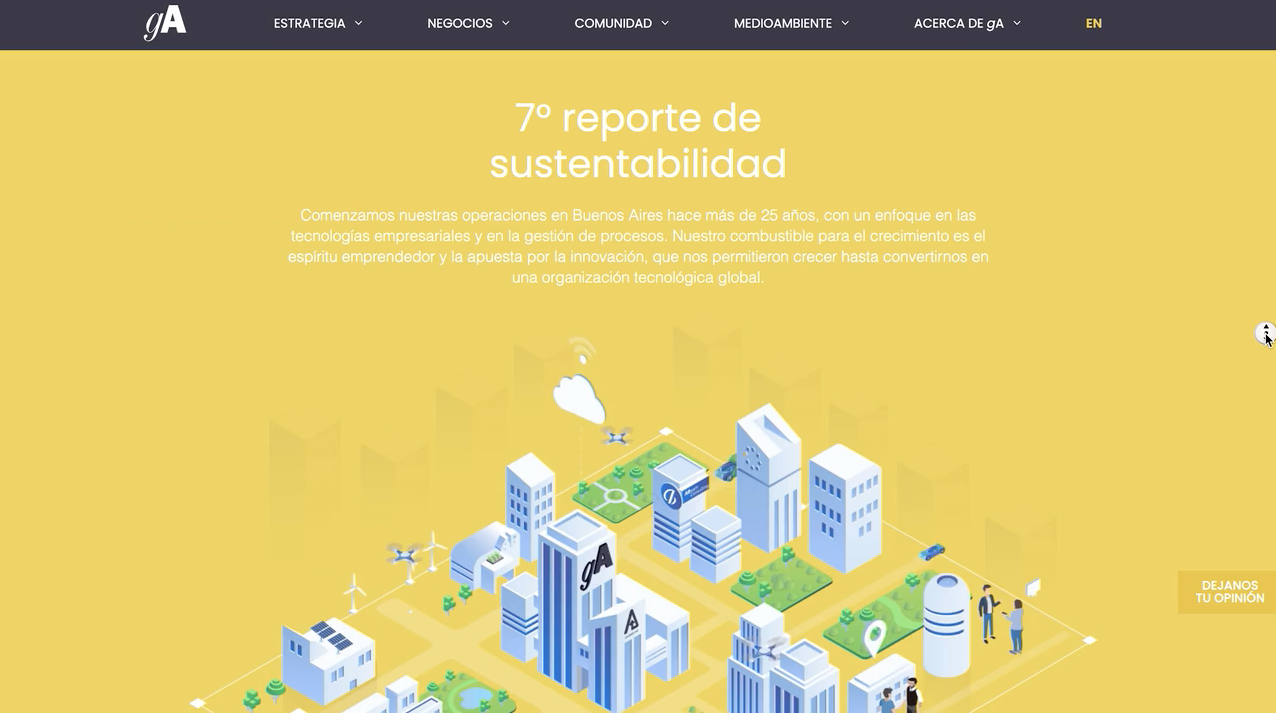 gA
ESTRATEGIA
NEGOCIOS
COMUNIDAD
MEDIOAMBIENTE
ACERCA DE gA
EN
7º reporte de
sustentabilidad
Comenzamos nuestras operaciones en Buenos Aires hace más de 25 años, con un enfoque en las
tecnologías empresariales y en la gestión de procesos. Nuestro combustible para el crecimiento es el
espíritu emprendedor y la apuesta por la innovación, que nos permitieron crecer hasta convertirnos en
una organización tecnológica global.
gA
DEJANOS
TU OPINIÓN